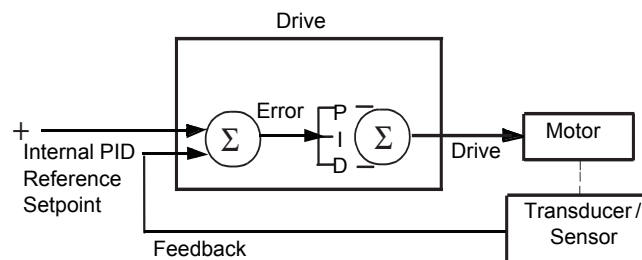 Drive
Error
P
Σ
I
Σ
D
+
Internal PID
Reference
Setpoint
Drive
Motor
Transducer /
Sensor
Feedback